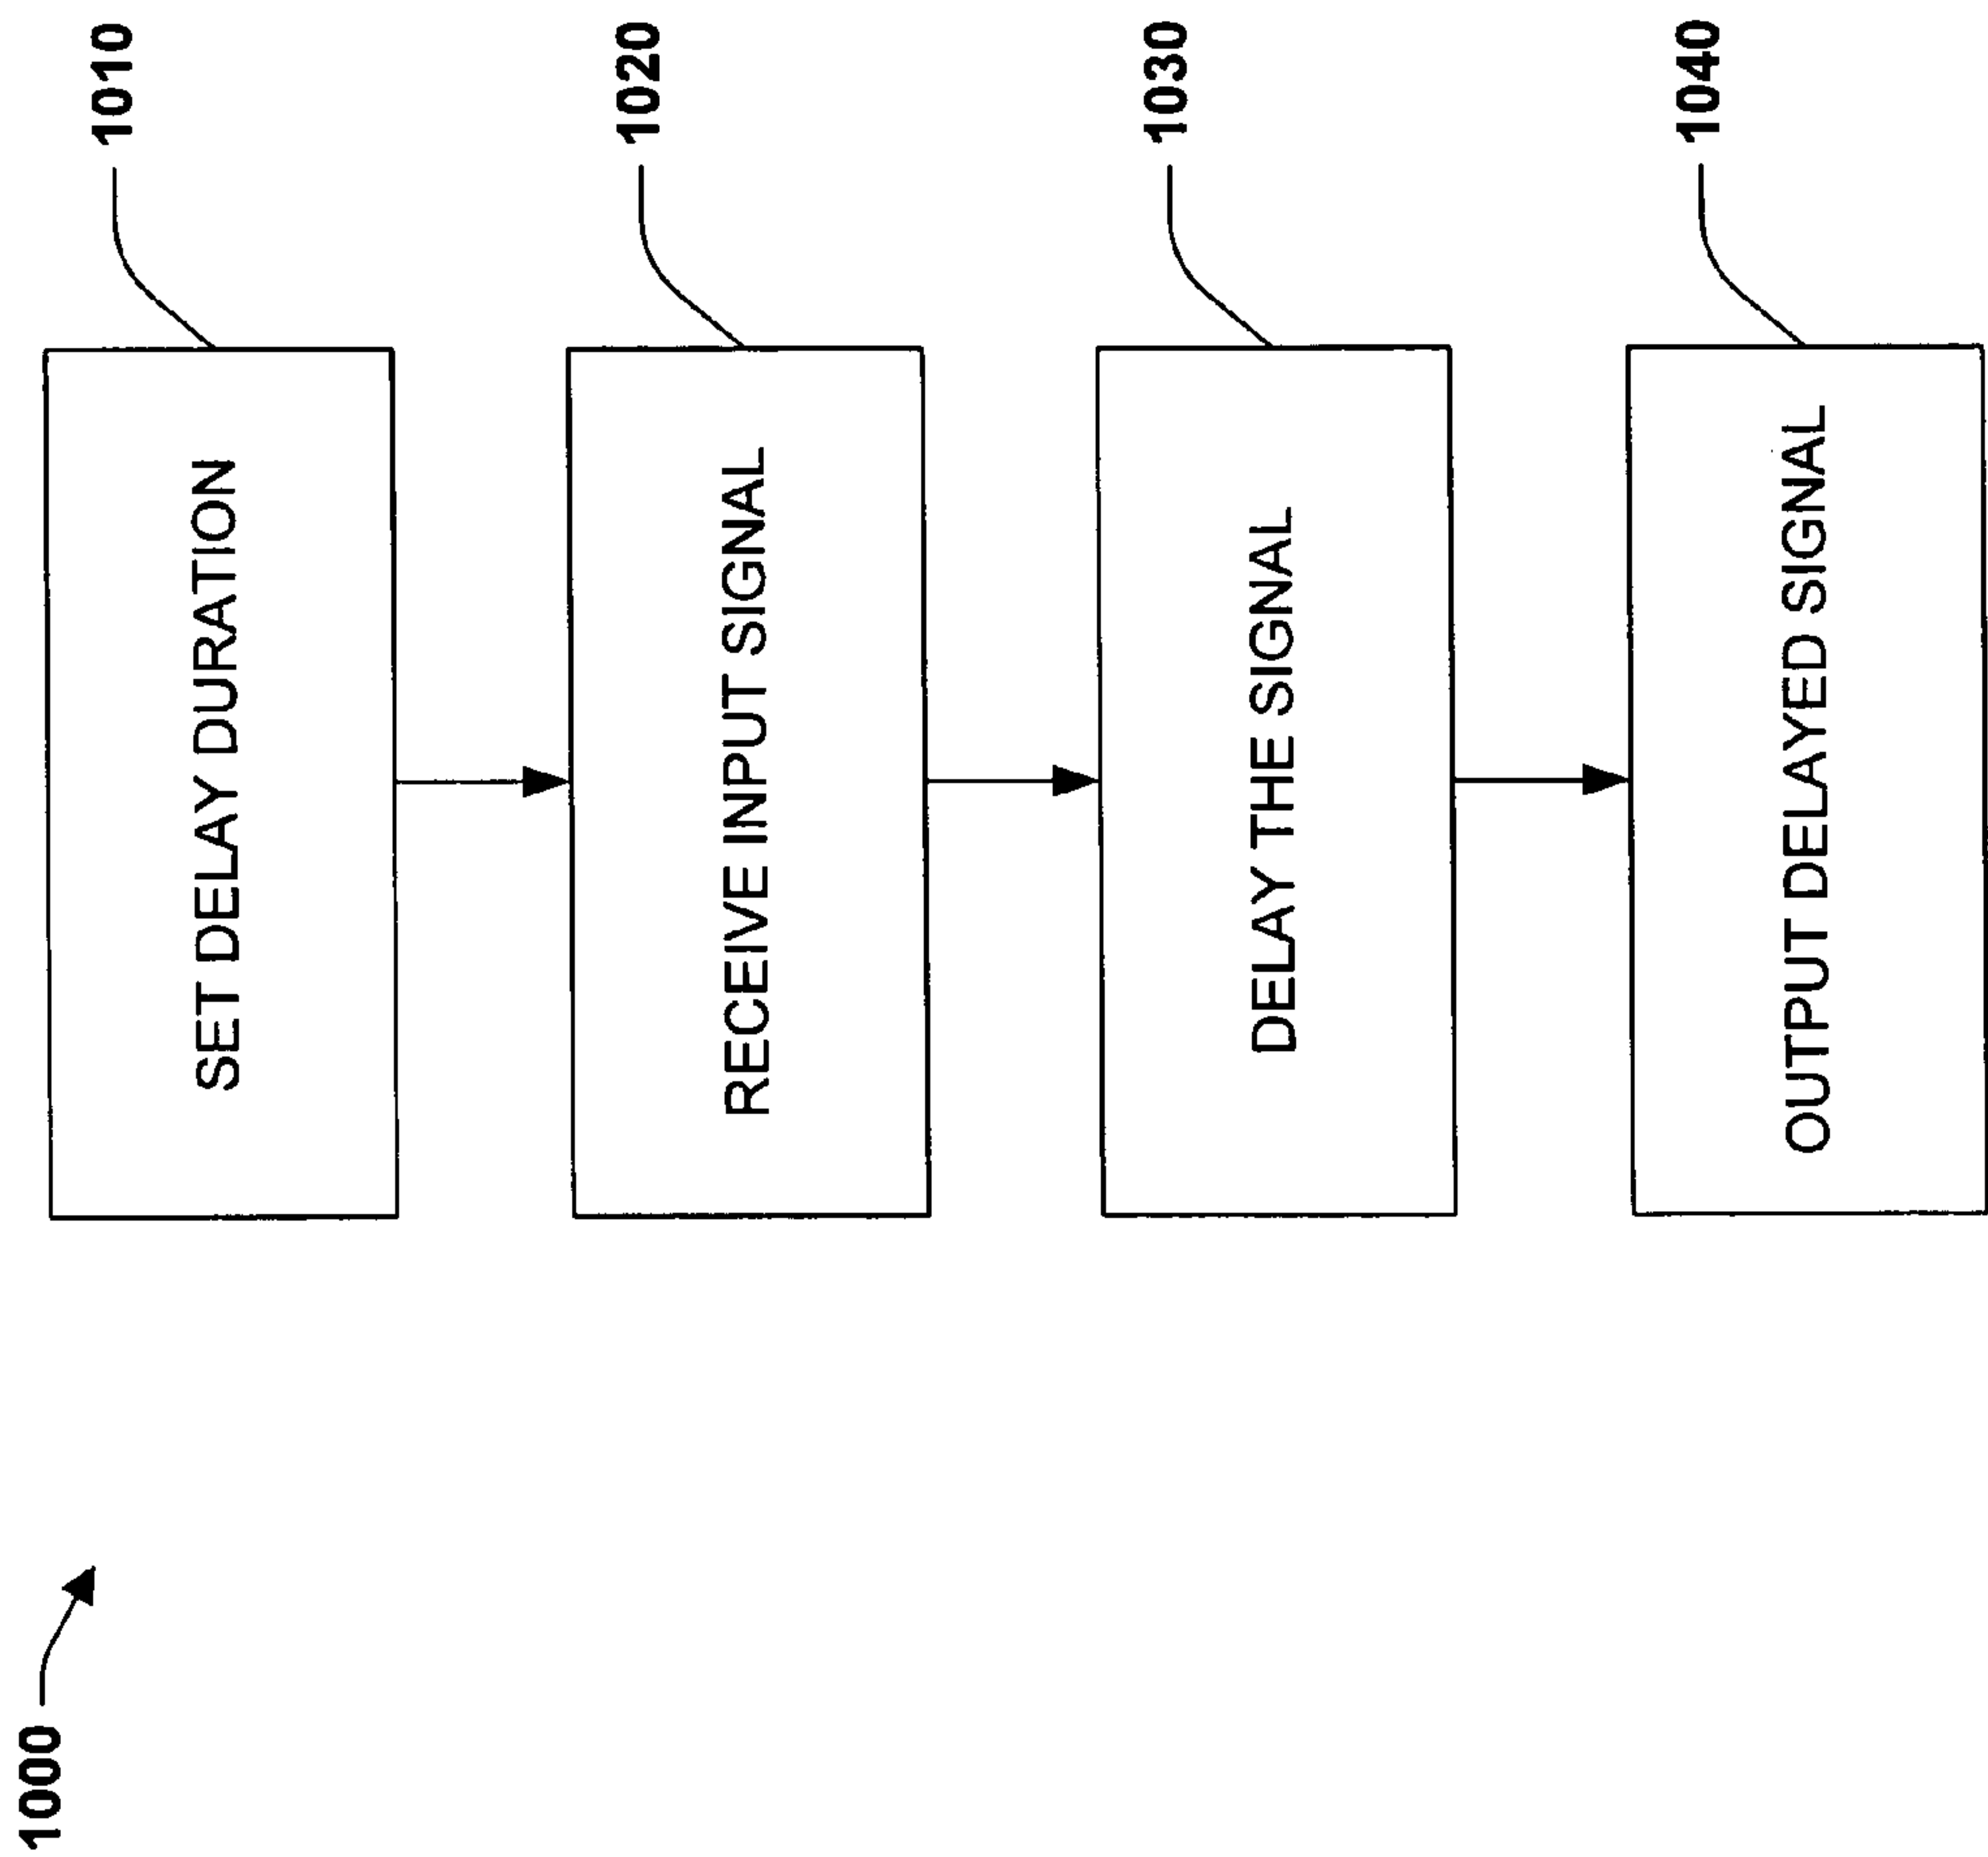 1000
SET DELAY DURATION
1010
RECEIVE INPUT SIGNAL
1020
DELAY THE SIGNAL
1030
OUTPUT DELAYED SIGNAL
1040